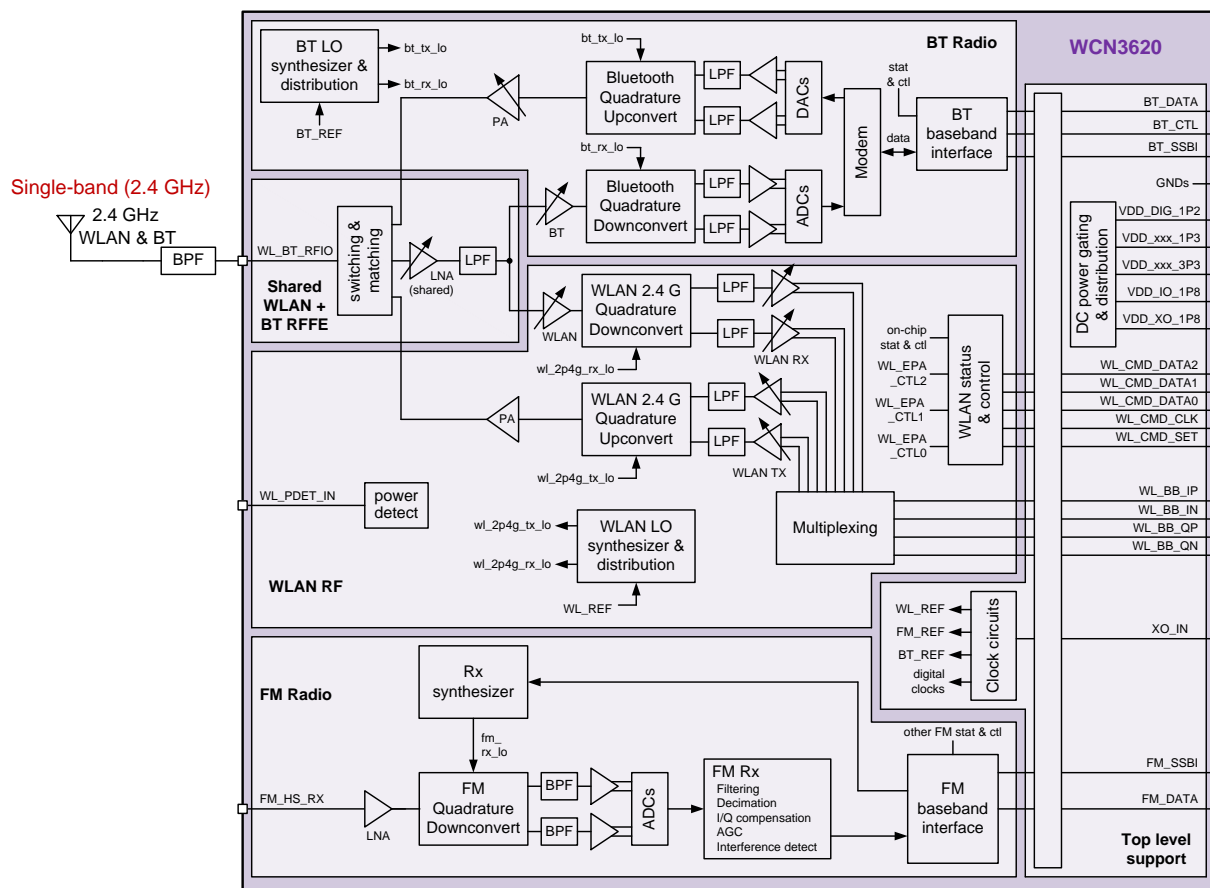 WCN3620
BT Radio
BT LO
synthesizer &
distribution
bt_tx_lo
bt_rx_lo
BT_REF
PA
bt_tx_lo
Bluetooth
Quadrature
Upconvert
LPF
LPF
DACs
bt_rx_lo
Bluetooth
Quadrature
Downconvert
LPF
LPF
ADCs
BT
Modem
data
stat
& ctl
BT
baseband
interface
BT_DATA
BT_CTL
BT_SSBI
GNDs
DC power gating
& distribution
VDD_DIG_1P2
VDD_xxx_1P3
VDD_xxx_3P3
VDD_IO_1P8
VDD_XO_1P8
Single-band (2.4 GHz)
2.4 GHz
WLAN & BT
BPF
WL_BT_RFIO
switching &
matching
LNA
(shared)
LPF
Shared
WLAN +
BT RFFE
WLAN
WLAN 2.4 G
Quadrature
Downconvert
LPF
LPF
WLAN RX
wl_2p4g_rx_lo
PA
WLAN 2.4 G
Quadrature
Upconvert
LPF
LPF
WLAN TX
wl_2p4g_tx_lo
on-chip
stat & ctl
WL_EPA
_CTL2
WL_EPA
_CTL1
WL_EPA
_CTL0
WLAN status
& control
WL_CMD_DATA2
WL_CMD_DATA1
WL_CMD_DATA0
WL_CMD_CLK
WL_CMD_SET
WL_PDET_IN
power
detect
wl_2p4g_tx_lo
wl_2p4g_rx_lo
WLAN LO
synthesizer &
distribution
WL_REF
Multiplexing
WL_BB_IP
WL_BB_IN
WL_BB_QP
WL_BB_QN
WLAN RF
WL_REF
FM_REF
BT_REF
digital
clocks
Clock circuits
XO_IN
FM Radio
Rx
synthesizer
fm_
rx_lo
FM_HS_RX
LNA
FM
Quadrature
Downconvert
BPF
BPF
ADCs
FM Rx
Filtering
Decimation
I/Q compensation
AGC
Interference detect
other FM stat & ctl
FM
baseband
interface
FM_SSBI
FM_DATA
Top level
support